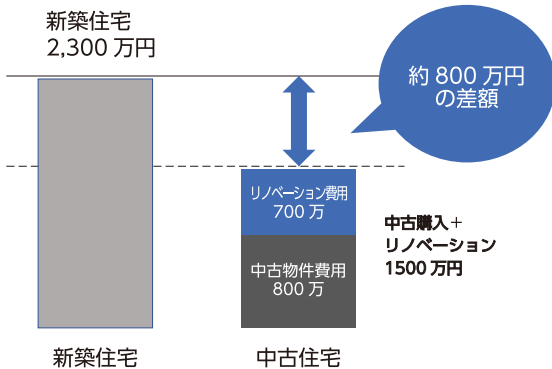 新築住宅
2,300 万円
約 800 万円
の差額
リノベーション費用
700 万
中古物件費用
800 万
中古購入＋
リノベーション
1500 万円
新築住宅
中古住宅